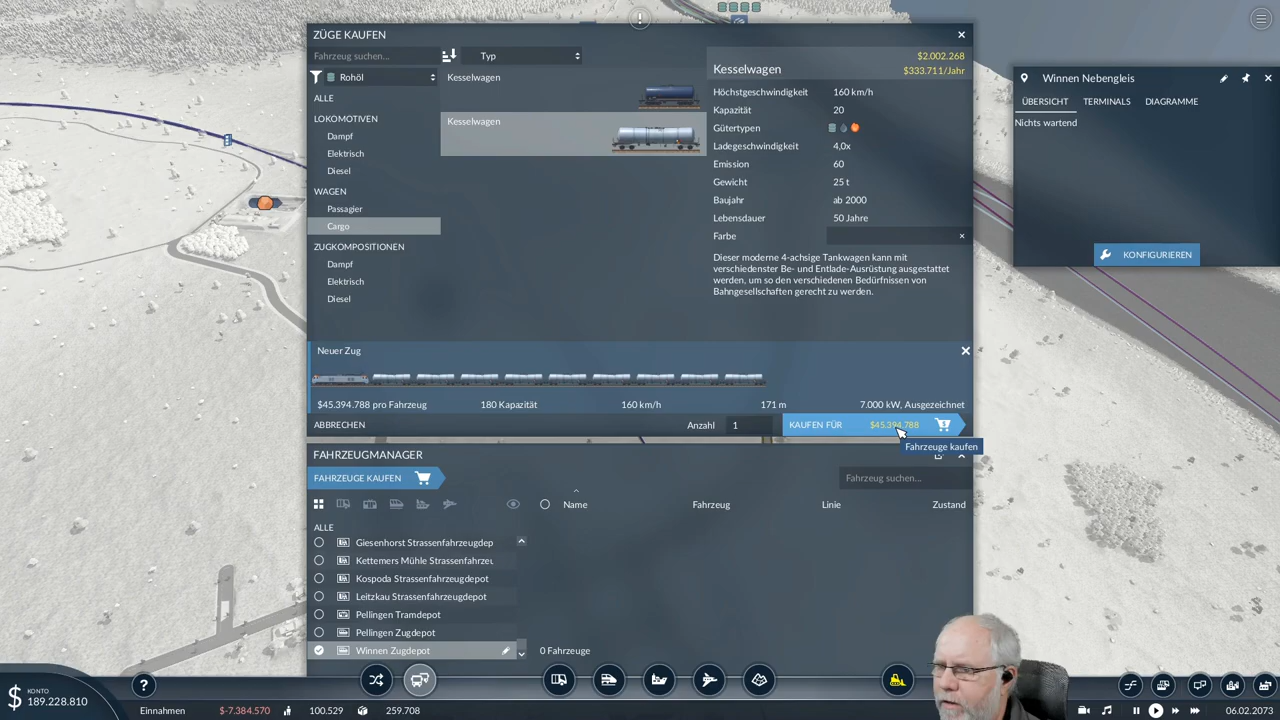 ZÜGE KAUFEN
Fahrzeug suchen...
Typ
Rohöl
ALLE
LOKOMOTIVEN
Dampf
Elektrisch
Diesel
WAGEN
Passagier
Cargo
ZUGKOMPOSITIONEN
Dampf
Elektrisch
Diesel
Kesselwagen
Kesselwagen
$2.002.268
Kesselwagen
$333.711/Jahr
Höchstgeschwindigkeit 160 km/h
Kapazität 20
Gütertypen
Ladegeschwindigkeit 4,0x
Emission 60
Gewicht 25 t
Baujahr ab 2000
Lebensdauer 50 Jahre
Farbe
Dieser moderne 4-achsige Tankwagen kann mit
verschiedenster Be- und Entlade-Ausrüstung ausgestattet
werden, um so den verschiedenen Bedürfnissen von
Bahngesellschaften gerecht zu werden.
Neuer Zug
$45.394.788 pro Fahrzeug 180 Kapazität 160 km/h 171 m 7.000 kW, Ausgezeichnet
ABBRECHEN Anzahl 1 KAUFEN FÜR $45.394.788
Fahrzeuge kaufen
FAHRZEUGMANAGER
FAHRZEUGE KAUFEN
Fahrzeug suchen...
Name Fahrzeug Linie Zustand
ALLE
Giesenhorst Strassenfahrzeugdep
Kettemers Mühle Strassenfahrzeu
Kospoda Strassenfahrzeugdepot
Leitzkau Strassenfahrzeugdepot
Pellingen Tramdepot
Pellingen Zugdepot
Winnen Zugdepot 0 Fahrzeuge
Winnen Nebengleis
ÜBERSICHT TERMINALS DIAGRAMME
Nichts wartend
KONFIGURIEREN
$ KONTO
189.228.810
?
Einnahmen $-7.384.570 100.529 259.708
06.02.2073